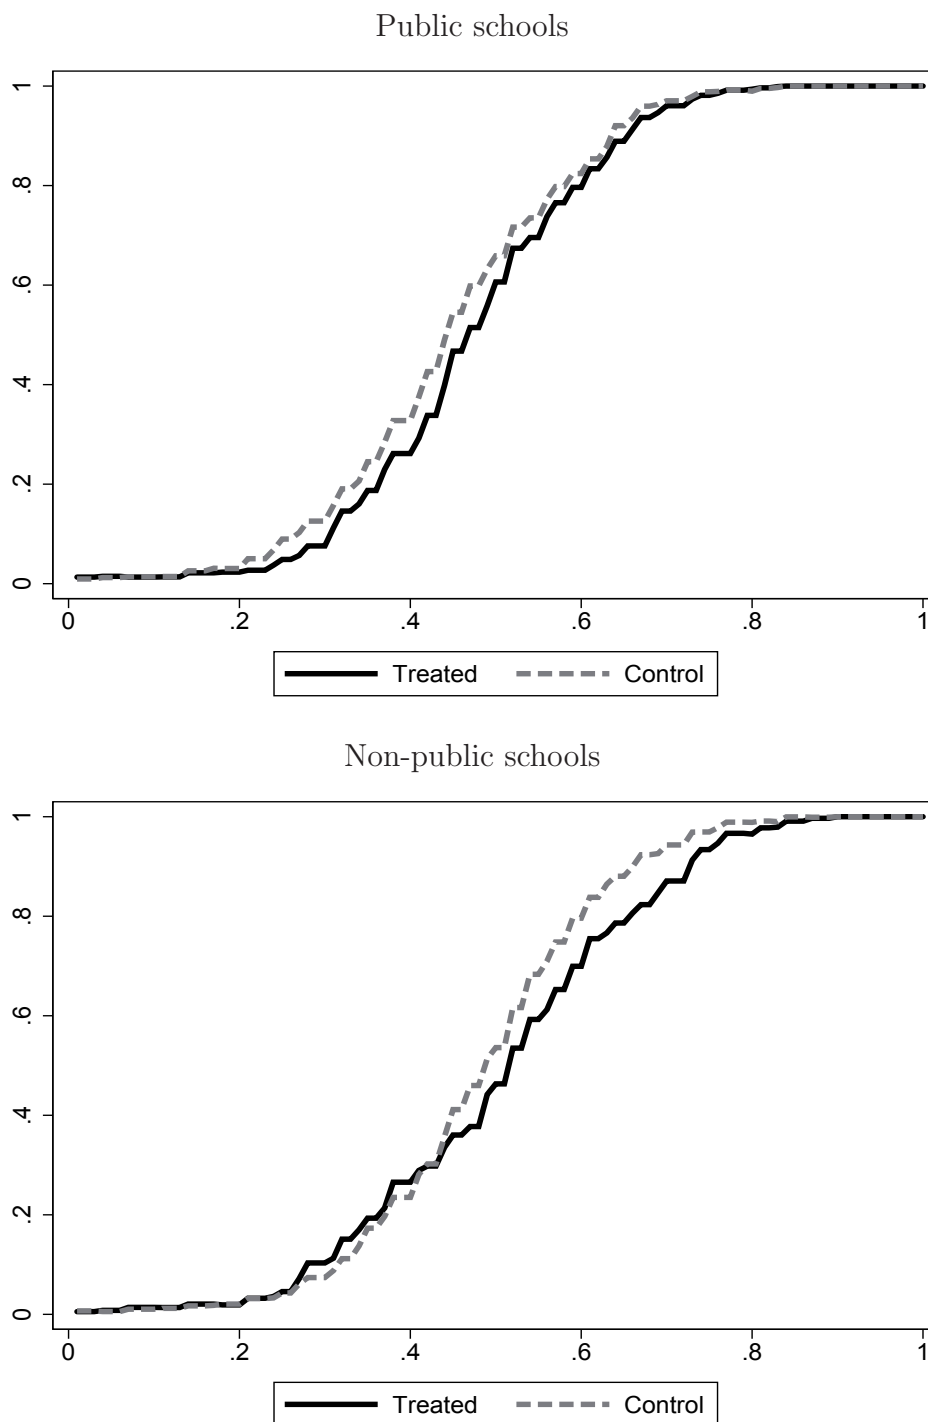 Public schools
1
.8
.6
.4
.2
0
0 .2 .4 .6 .8 1
Treated Control
Non-public schools
1
.8
.6
.4
.2
0
0 .2 .4 .6 .8 1
Treated Control